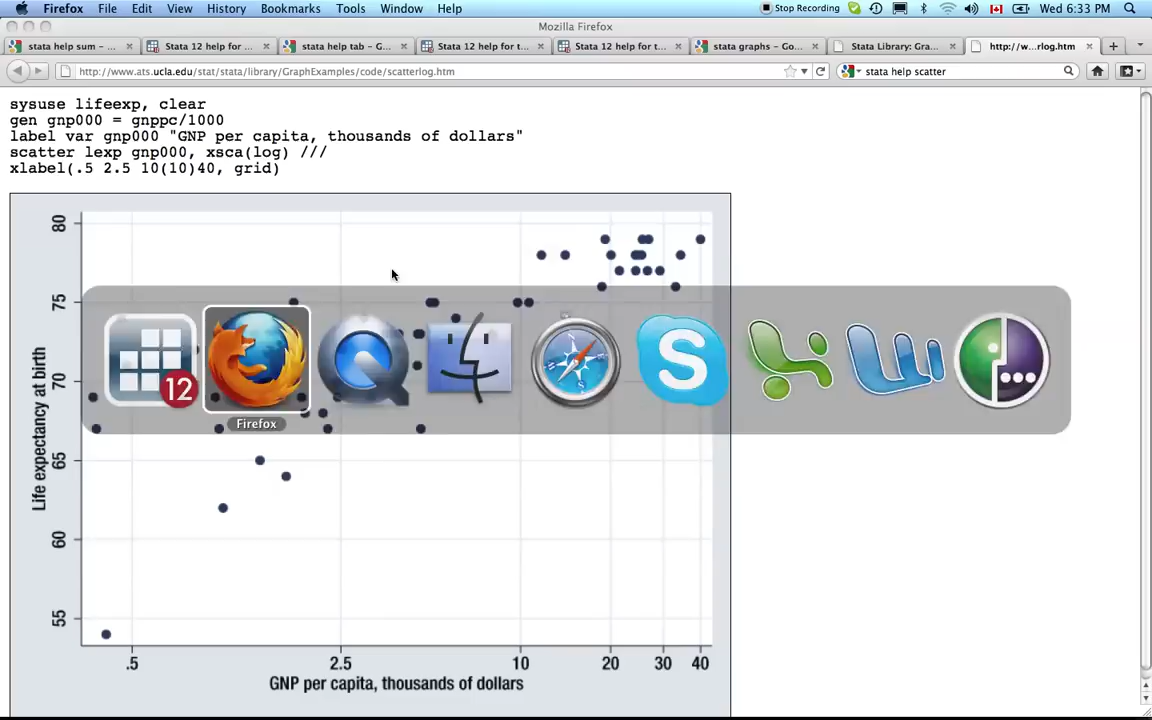 Firefox File Edit View History Bookmarks Tools Window Help Stop Recording Wed 22 6:33 PM
Mozilla Firefox
stata help sum – ... Stata 12 help for ... stata help tab – G... Stata 12 help for t... Stata 12 help for t... stata graphs – Go... Stata Library: Gra... http://w...rlog.htm
http://www.ats.ucla.edu/stat/stata/library/GraphExamples/code/scatterlog.htm stata help scatter
sysuse lifeexp, clear
gen gnp000 = gnppc/1000
label var gnp000 "GNP per capita, thousands of dollars"
scatter lexp gnp000, xsca(log) ///
xlabel(.5 2.5 10(10)40, grid)
80
75
70
65
60
55
Life expectancy at birth
12
Firefox
.5 2.5 10 20 30 40
GNP per capita, thousands of dollars